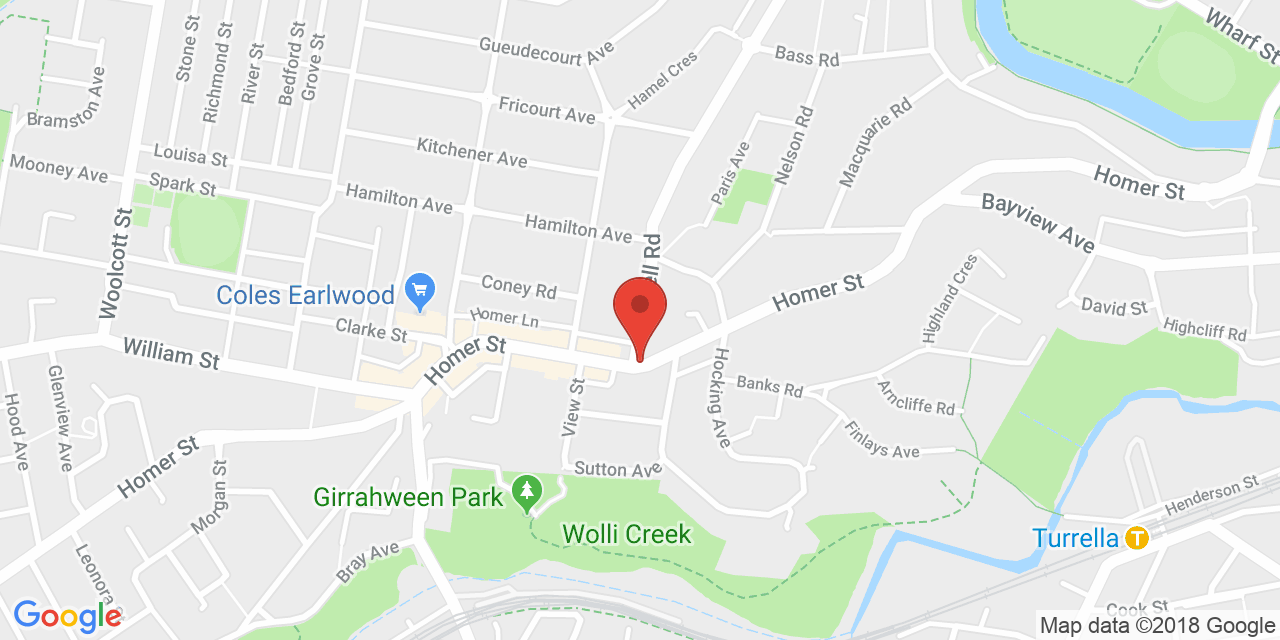 Wharf St
Gueudecourt Ave
Bass Rd
Stone St
Richmond St
River St
Bedford St
Grove St
Hamel Cres
Fricourt Ave
Bramston Ave
Nelson Rd
Macquarie Rd
Kitchener Ave
Louisa St
Mooney Ave
Spark St
Paris Ave
Homer St
Hamilton Ave
Hamilton Ave
Bayview Ave
Woolcott St
ell Rd
Coles Earlwood
Coney Rd
Homer St
Highland Cres
David St
Homer Ln
Clarke St
Highcliff Rd
William St
Homer St
Hocking Ave
Banks Rd
Arncliffe Rd
Glenview Ave
Hood Ave
View St
Finlays Ave
Homer St
Sutton Ave
Morgan St
Girrahween Park
Henderson St
Wolli Creek
Turrella
T
Bray Ave
Leonora
Cook St
Google
Map data ©2018 Google